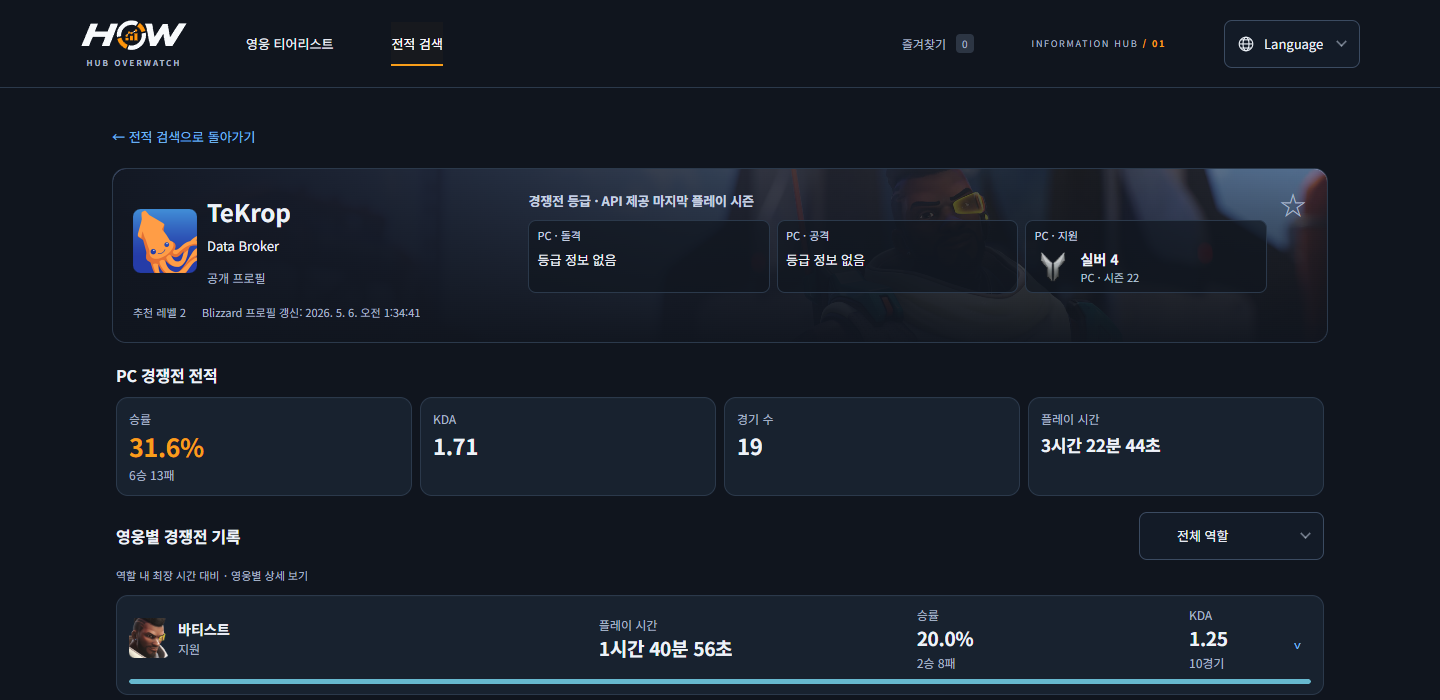 HOW
HUB OVERWATCH
영웅 티어리스트
전적 검색
즐겨찾기 0
INFORMATION HUB / 01
Language
← 전적 검색으로 돌아가기
TeKrop
Data Broker
공개 프로필
추천 레벨 2
Blizzard 프로필 갱신: 2026. 5. 6. 오전 1:34:41
경쟁전 등급 · API 제공 마지막 플레이 시즌
PC · 돌격
등급 정보 없음
PC · 공격
등급 정보 없음
PC · 지원
실버 4
PC · 시즌 22
PC 경쟁전 전적
승률
31.6%
6승 13패
KDA
1.71
경기 수
19
플레이 시간
3시간 22분 44초
영웅별 경쟁전 기록
전체 역할
역할 내 최장 시간 대비 · 영웅별 상세 보기
바티스트
지원
플레이 시간
1시간 40분 56초
승률
20.0%
2승 8패
KDA
1.25
10경기
v